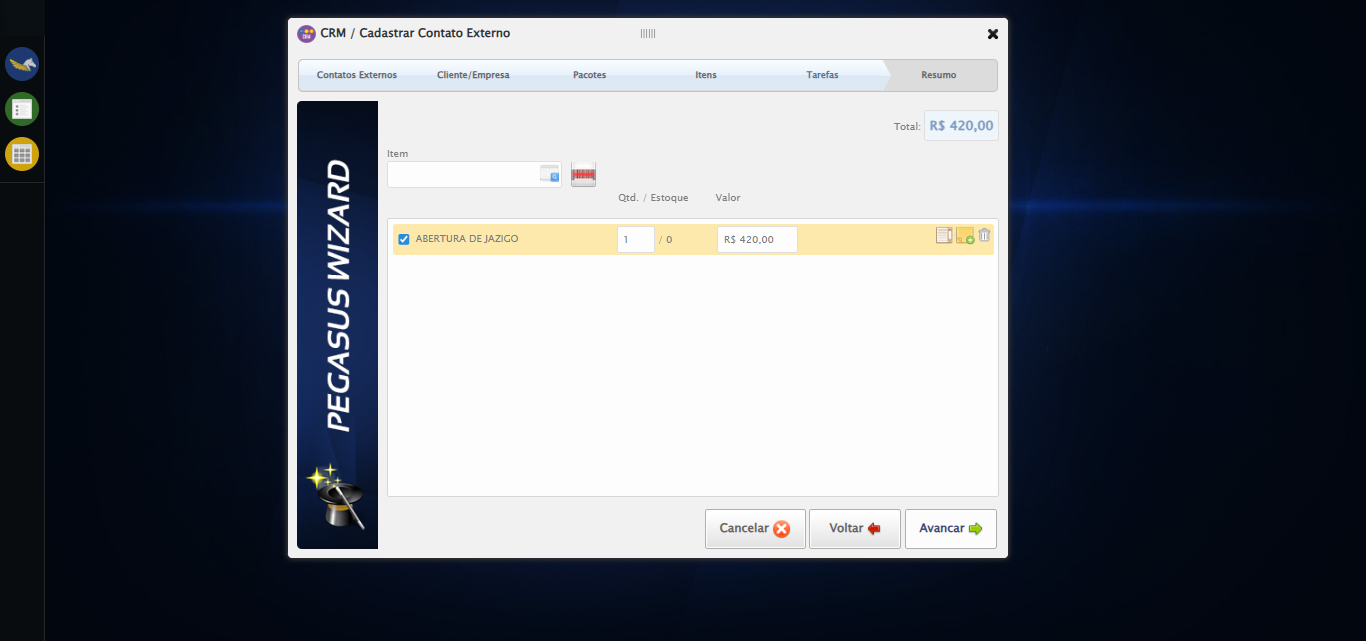 CRM / Cadastrar Contato Externo
Contatos Externos
Cliente/Empresa
Pacotes
Itens
Tarefas
Resumo
PEGASUS WIZARD
Total: R$ 420,00
Item
Qtd. / Estoque
Valor
ABERTURA DE JAZIGO
1 / 0
R$ 420,00
Cancelar
Voltar
Avancar